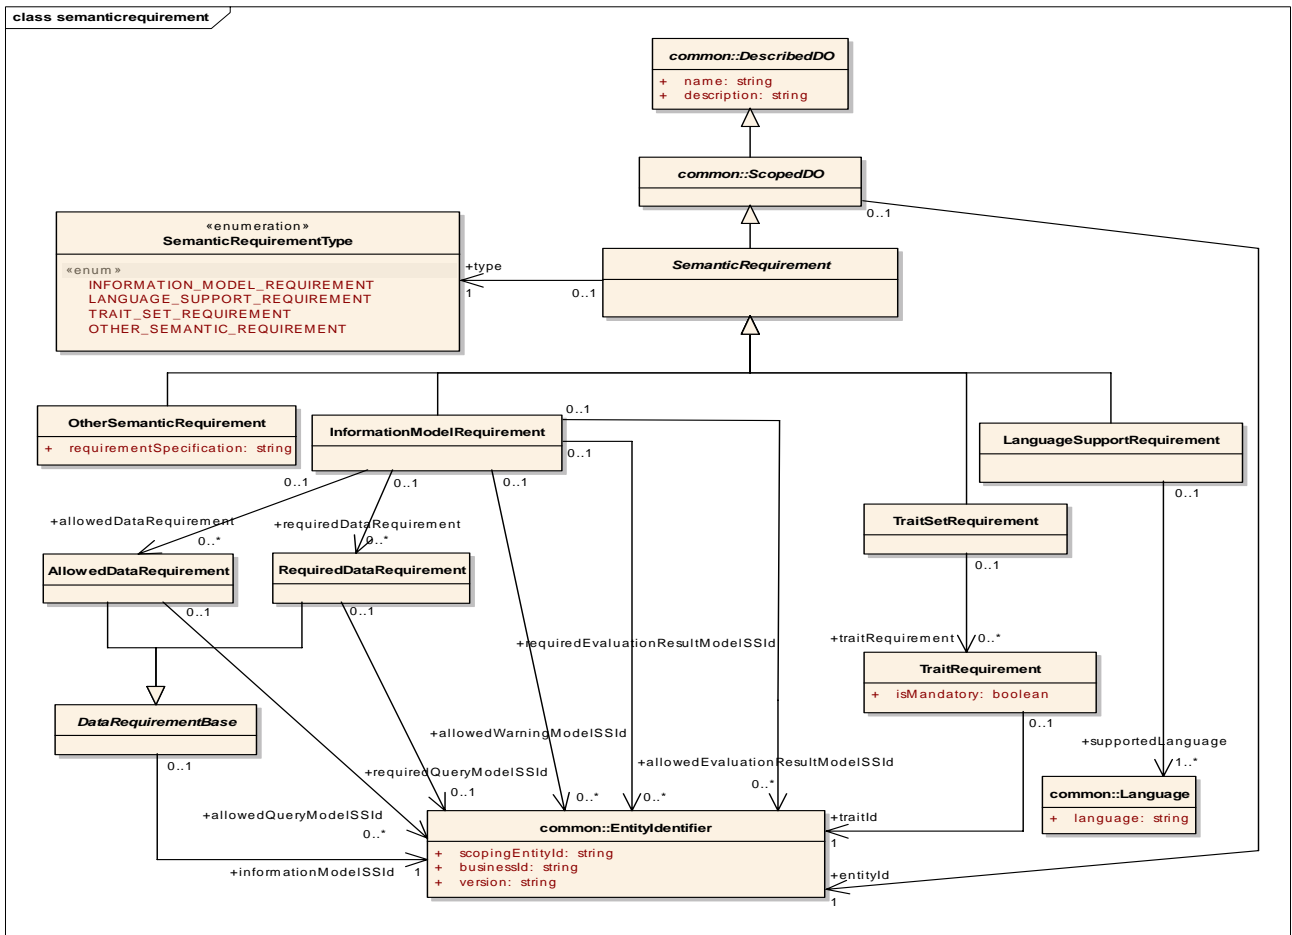 class semanticrequirement
common::DescribedDO
+ name: string
+ description: string
common::ScopedDO
0..1
«enumeration»
SemanticRequirementType
«enum»
INFORMATION_MODEL_REQUIREMENT
LANGUAGE_SUPPORT_REQUIREMENT
TRAIT_SET_REQUIREMENT
OTHER_SEMANTIC_REQUIREMENT
+type
1
0..1
SemanticRequirement
OtherSemanticRequirement
+ requirementSpecification: string
InformationModelRequirement
0..1
0..1
0..1
0..1
0..1
LanguageSupportRequirement
0..1
TraitSetRequirement
0..1
+allowedDataRequirement
0..*
+requiredDataRequirement
0..*
AllowedDataRequirement
0..1
RequiredDataRequirement
0..1
+requiredEvaluationResultModelSSId
+traitRequirement
0..*
TraitRequirement
+ isMandatory: boolean
0..1
DataRequirementBase
0..1
+allowedWarningModelSSId
+supportedLanguage
1..*
+requiredQueryModelSSId
0..1
+allowedEvaluationResultModelSSId
0..*
0..*
0..*
common::Language
+ language: string
+allowedQueryModelSSId
0..*
common::EntityIdentifier
+ scopingEntityId: string
+ businessId: string
+ version: string
+traitId
1
+informationModelSSId
1
+entityId
1